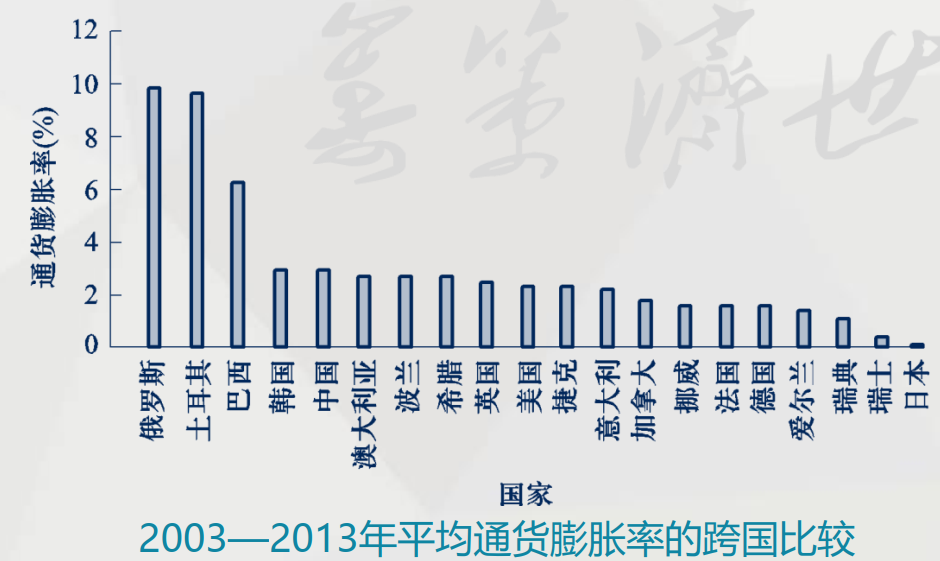 善策濟世
12
10
8
6
4
2
0
通货膨胀率(%)
俄罗斯
土耳其
巴西
韩国
中国
澳大利亚
波兰
希腊
英国
美国
捷克
意大利
加拿大
挪威
法国
德国
爱尔兰
瑞典
瑞士
日本
国家
2003—2013年平均通货膨胀率的跨国比较